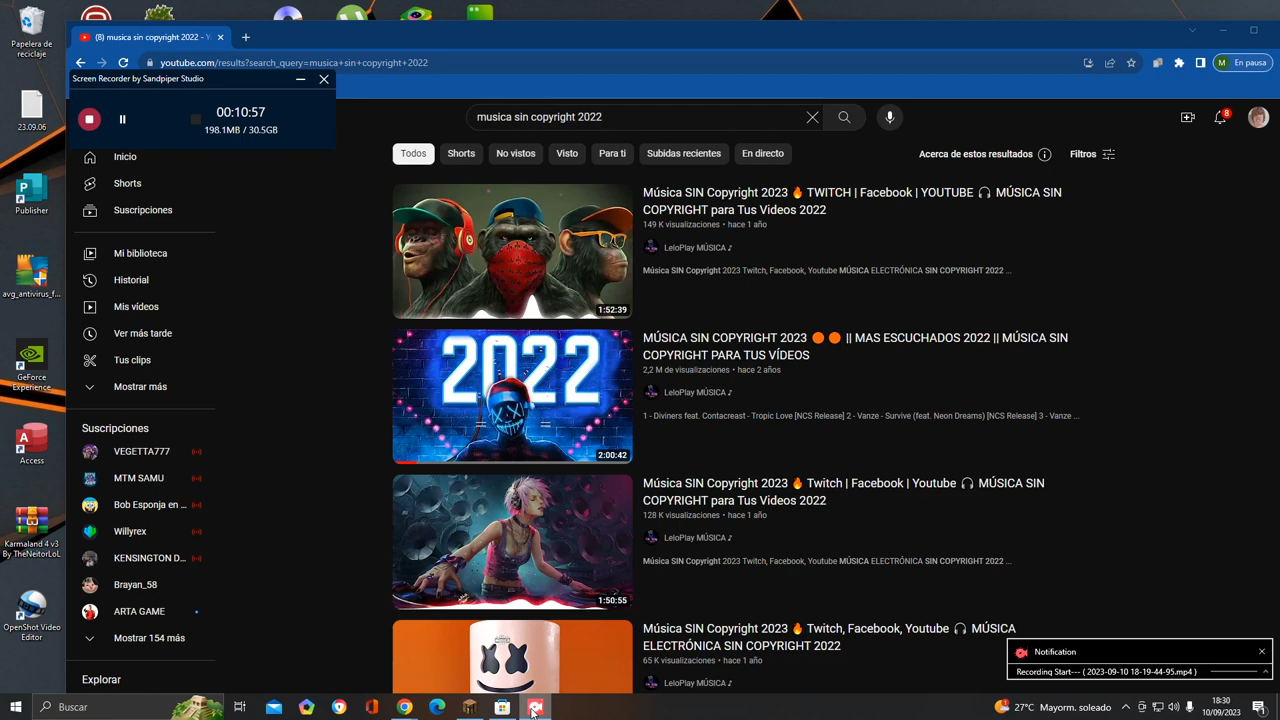 Papelera de
reciclaje
23.09.06
Publisher
avg_antivirus_f...
GeForce
Experience
Access
Karmaland 4 v3
By TheNeitorLoL
OpenShot Video
Editor
(8) musica sin copyright 2022 - Y
youtube.com/results?search_query=musica+sin+copyright+2022
En pausa
M
Screen Recorder by Sandpiper Studio
00:10:57
198.1MB / 30.5GB
musica sin copyright 2022
8
Inicio
Shorts
Suscripciones
Mi biblioteca
Historial
Mis vídeos
Ver más tarde
Tus clips
Mostrar más
Suscripciones
VEGETTA777
MTM SAMU
Bob Esponja en ...
Willyrex
KENSINGTON D...
Brayan_58
ARTA GAME
Mostrar 154 más
Explorar
Todos
Shorts
No vistos
Visto
Para ti
Subidas recientes
En directo
Acerca de estos resultados
Filtros
1:52:39
Música SIN Copyright 2023 🔥 TWITCH | Facebook | YOUTUBE 🎧 MÚSICA SIN
COPYRIGHT para Tus Videos 2022
149 K visualizaciones • hace 1 año
LeloPlay MÚSICA ♪
Música SIN Copyright 2023 Twitch, Facebook, Youtube MÚSICA ELECTRÓNICA SIN COPYRIGHT 2022 ...
2022
2:00:42
MÚSICA SIN COPYRIGHT 2023 🟠 🟠 || MAS ESCUCHADOS 2022 || MÚSICA SIN
COPYRIGHT PARA TUS VÍDEOS
2,2 M de visualizaciones • hace 2 años
LeloPlay MÚSICA ♪
1 - Diviners feat. Contacreast - Tropic Love [NCS Release] 2 - Vanze - Survive (feat. Neon Dreams) [NCS Release] 3 - Vanze ...
1:50:55
Música SIN Copyright 2023 🔥 Twitch | Facebook | Youtube 🎧 MÚSICA SIN
COPYRIGHT para Tus Videos 2022
128 K visualizaciones • hace 1 año
LeloPlay MÚSICA ♪
Música SIN Copyright 2023 Twitch, Facebook, Youtube MÚSICA ELECTRÓNICA SIN COPYRIGHT 2022 ...
Música SIN Copyright 2023 🔥 Twitch, Facebook, Youtube 🎧 MÚSICA
ELECTRÓNICA SIN COPYRIGHT 2022
65 K visualizaciones • hace 1 año
LeloPlay MÚSICA ♪
Notification
Recording Start--- ( 2023-09-10 18-19-44-95.mp4 )
Buscar
27°C Mayorm. soleado
18:30
10/09/2023
1